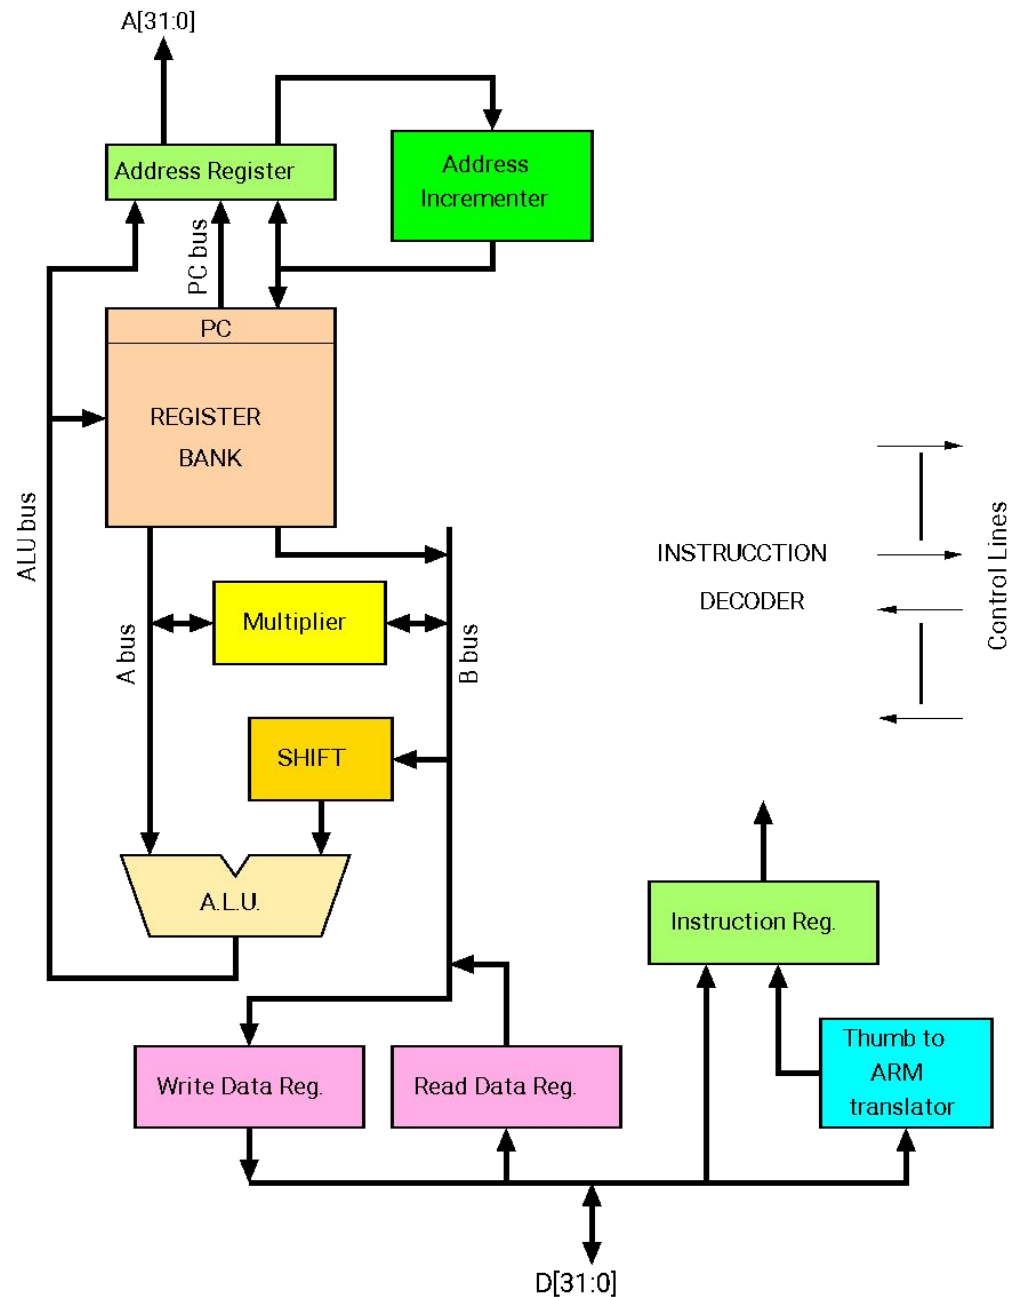 A[31:0]
Address Register
Address
Incrementer
PC bus
PC
REGISTER
BANK
ALU bus
A bus
Multiplier
B bus
SHIFT
A.L.U.
INSTRUCCTION
DECODER
Control Lines
Instruction Reg.
Write Data Reg.
Read Data Reg.
Thumb to
ARM
translator
D[31:0]